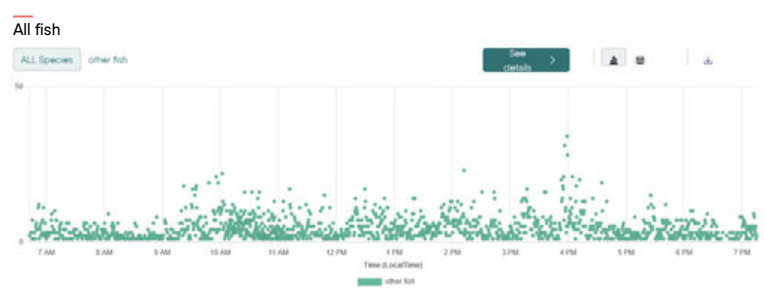 All fish
ALL Species other fish
See details
50
0
7 AM 8 AM 9 AM 10 AM 11 AM 12 PM 1 PM 2 PM 3 PM 4 PM 5 PM 6 PM 7 PM
Time (LocalTime)
other fish